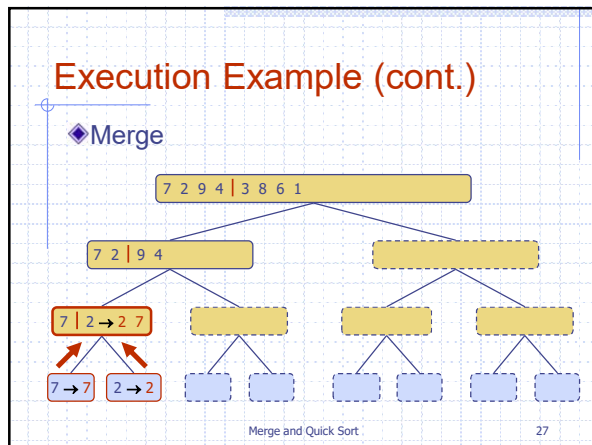 Execution Example (cont.)
Merge
7 2 9 4 | 3 8 6 1
7 2 | 9 4
7 | 2 → 2 7
7 → 7 2 → 2
Merge and Quick Sort 27